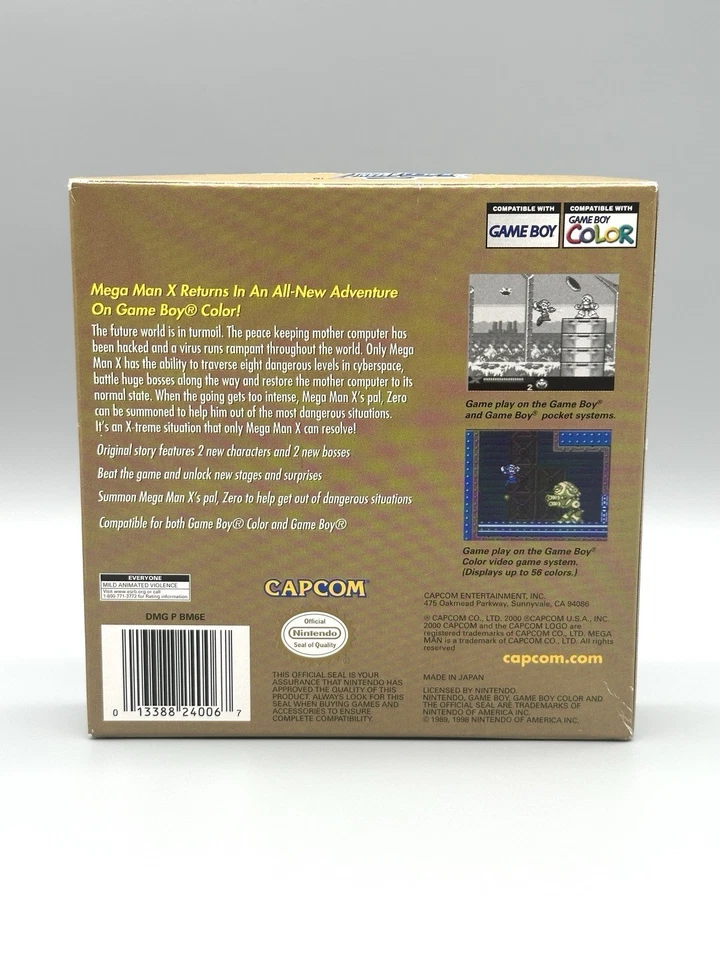 COMPATIBLE WITH
GAME BOY
COMPATIBLE WITH
GAME BOY
COLOR
Mega Man X Returns In An All-New Adventure
On Game Boy® Color!
The future world is in turmoil. The peace keeping mother computer has
been hacked and a virus runs rampant throughout the world. Only Mega
Man X has the ability to traverse eight dangerous levels in cyberspace,
battle huge bosses along the way and restore the mother computer to its
normal state. When the going gets too intense, Mega Man X's pal, Zero
can be summoned to help him out of the most dangerous situations.
It's an X-treme situation that only Mega Man X can resolve!
Original story features 2 new characters and 2 new bosses
Beat the game and unlock new stages and surprises
Summon Mega Man X's pal, Zero to help get out of dangerous situations
Compatible for both Game Boy® Color and Game Boy®
2
Game play on the Game Boy®
and Game Boy® pocket systems.
Game play on the Game Boy®
Color video game system.
(Displays up to 56 colors.)
EVERYONE
MILD ANIMATED VIOLENCE
Visit www.esrb.org or call
1-800-771-3772 for Rating Information
DMG P BM6E
0 13388 24006 7
CAPCOM®
Official
Nintendo
Seal of Quality
THIS OFFICIAL SEAL IS YOUR
ASSURANCE THAT NINTENDO HAS
APPROVED THE QUALITY OF THIS
PRODUCT. ALWAYS LOOK FOR THIS
SEAL WHEN BUYING GAMES AND
ACCESSORIES TO ENSURE
COMPLETE COMPATIBILITY.
CAPCOM ENTERTAINMENT, INC.
475 Oakmead Parkway, Sunnyvale, CA 94086
® CAPCOM CO., LTD. 2000 ©CAPCOM U.S.A., INC.
2000 CAPCOM and the CAPCOM LOGO are
registered trademarks of CAPCOM CO., LTD. MEGA
MAN is a trademark of CAPCOM CO., LTD. All rights
reserved
capcom.com
MADE IN JAPAN
LICENSED BY NINTENDO.
NINTENDO, GAME BOY, GAME BOY COLOR AND
THE OFFICIAL SEAL ARE TRADEMARKS OF
NINTENDO OF AMERICA INC.
© 1989, 1998 NINTENDO OF AMERICA INC.